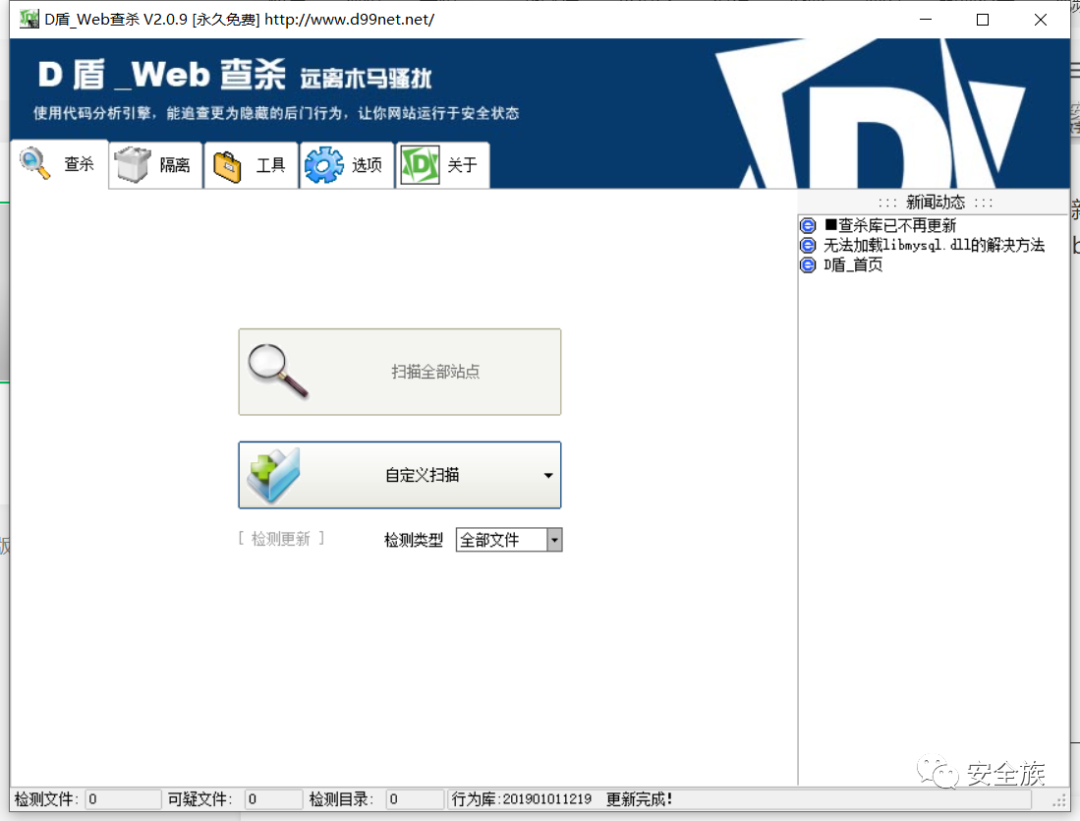 D盾_Web查杀 V2.0.9 [永久免费] http://www.d99net.net/
D 盾 _Web 查杀 远离木马骚扰
使用代码分析引擎，能追查更为隐藏的后门行为，让你网站运行于安全状态
查杀 隔离 工具 选项 关于
::: 新闻动态 :::
■查杀库已不再更新
无法加载libmysql.dll的解决方法
D盾_首页
扫描全部站点
自定义扫描
[ 检测更新 ] 检测类型 全部文件
安全族
检测文件: 0 可疑文件: 0 检测目录: 0 行为库:201901011219 更新完成!